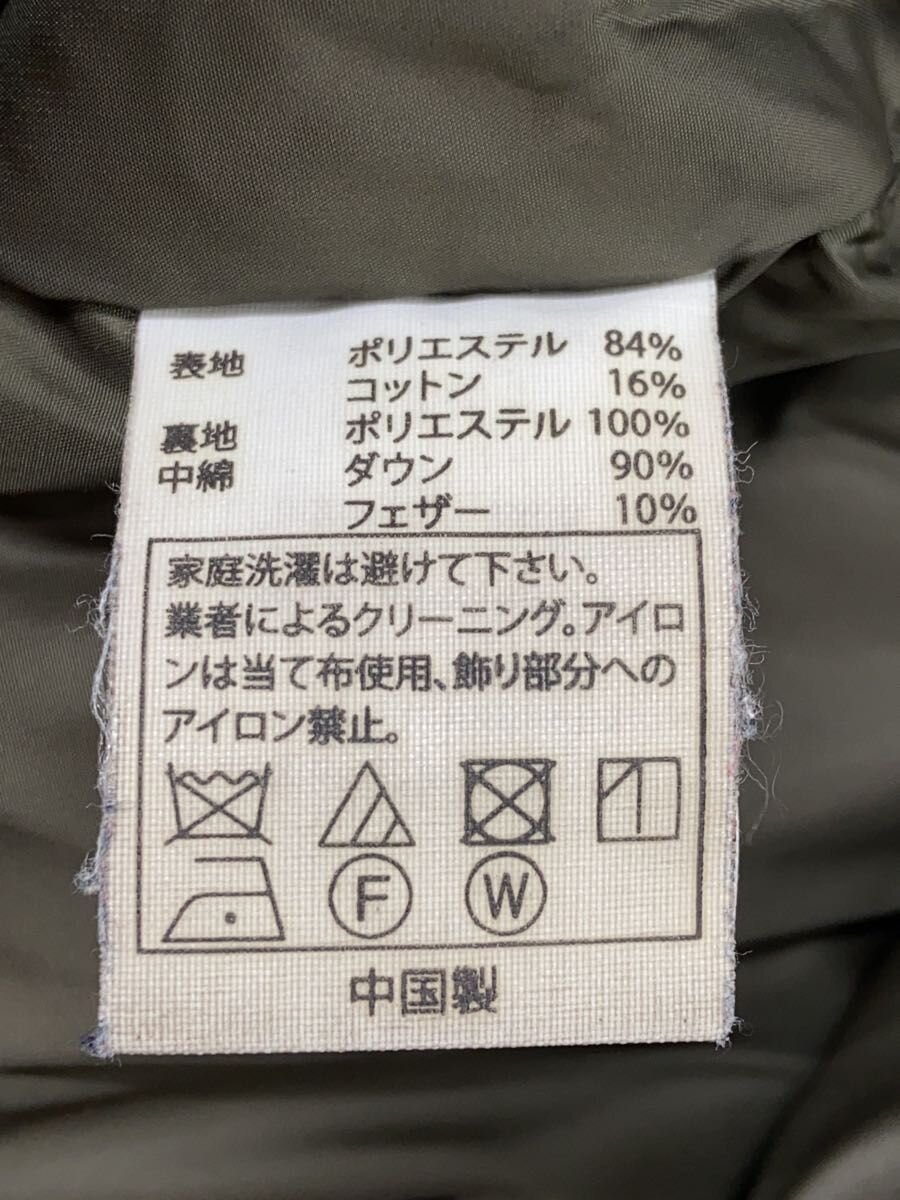 表地 ポリエステル 84%
コットン 16%
裏地 ポリエステル 100%
中綿 ダウン 90%
フェザー 10%
家庭洗濯は避けて下さい。
業者によるクリーニング。アイロ
ンは当て布使用、飾り部分への
アイロン禁止。
F W
中国製